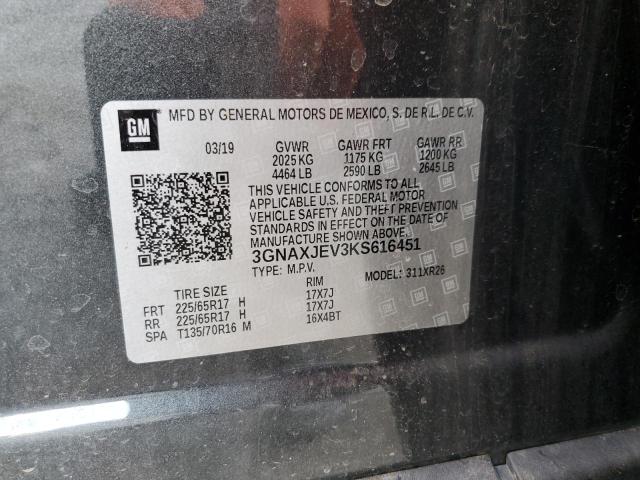 GM
MFD BY GENERAL MOTORS DE MEXICO, S. DE R.L. DE C.V.
03/19 GVWR GAWR FRT GAWR RR
2025 KG 1175 KG 1200 KG
4464 LB 2590 LB 2645 LB
THIS VEHICLE CONFORMS TO ALL
APPLICABLE U.S. FEDERAL MOTOR
VEHICLE SAFETY AND THEFT PREVENTION
STANDARDS IN EFFECT ON THE DATE OF
MANUFACTURE SHOWN ABOVE.
3GNAXJEV3KS616451
TYPE: M.P.V. MODEL: 311XR26
TIRE SIZE RIM
FRT 225/65R17 H 17X7J
RR 225/65R17 H 17X7J
SPA T135/70R16 M 16X4BT